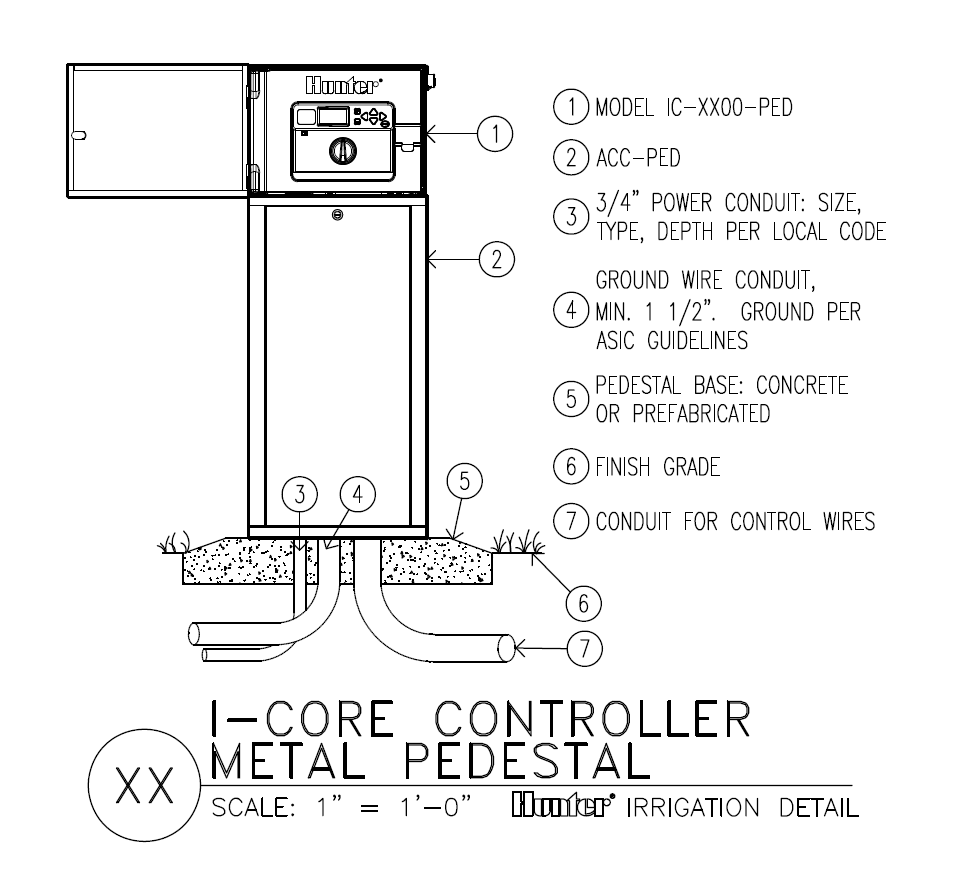 Hunter®
1 MODEL IC-XX00-PED
1
2 ACC-PED
3 3/4" POWER CONDUIT: SIZE,
TYPE, DEPTH PER LOCAL CODE
2
4 GROUND WIRE CONDUIT,
MIN. 1 1/2". GROUND PER
ASIC GUIDELINES
5 PEDESTAL BASE: CONCRETE
OR PREFABRICATED
6 FINISH GRADE
3 4 5
7 CONDUIT FOR CONTROL WIRES
6
7
I-CORE CONTROLLER
METAL PEDESTAL
XX
SCALE: 1" = 1'-0" Hunter® IRRIGATION DETAIL